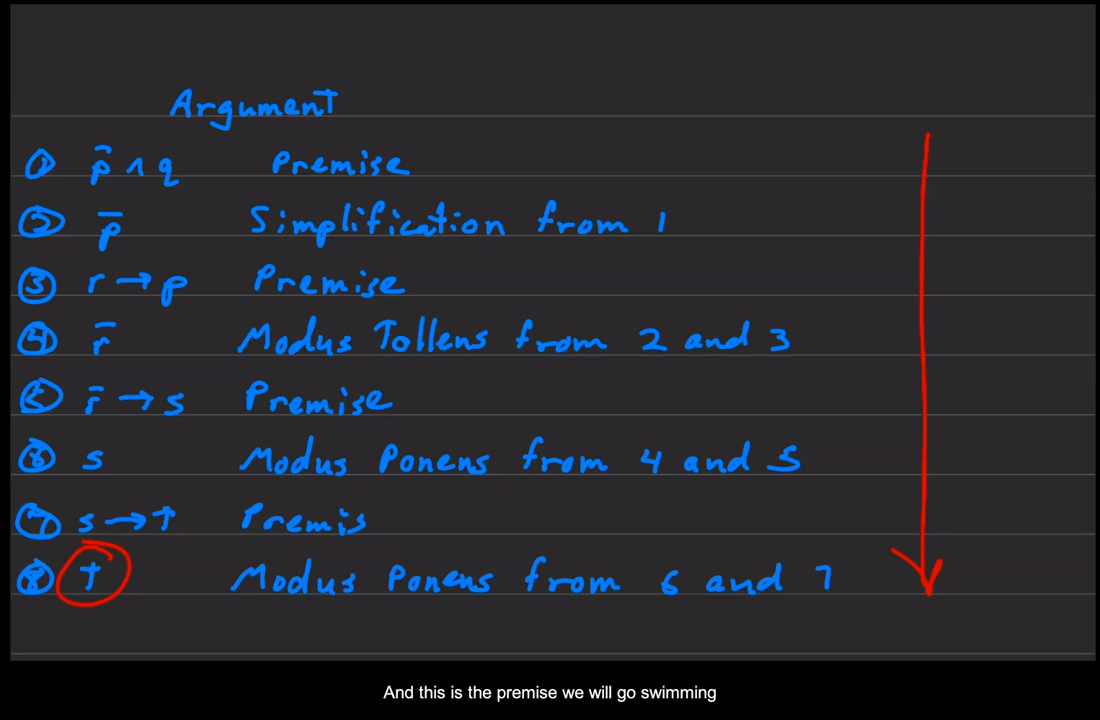 Argument
① p̄ ∧ q Premise
② p̄ Simplification from 1
③ r → p Premise
④ r̄ Modus Tollens from 2 and 3
⑤ r̄ → s Premise
⑥ s Modus Ponens from 4 and 5
⑦ s → t Premis
⑧ t Modus Ponens from 6 and 7
And this is the premise we will go swimming